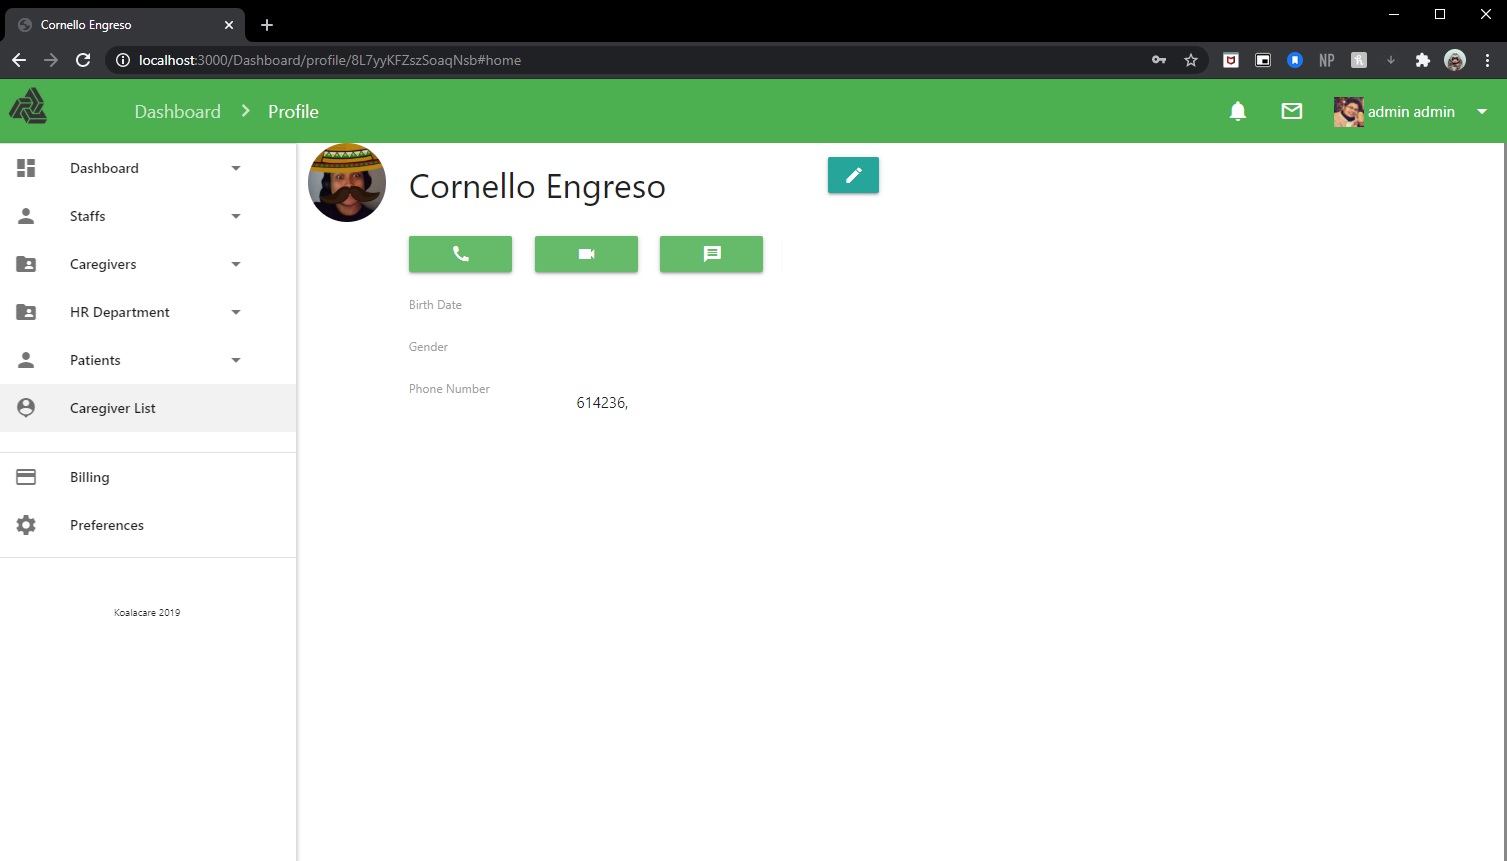 Cornello Engreso
localhost:3000/Dashboard/profile/8L7yyKFZszSoaqNsb#home
NP
Dashboard
Profile
admin admin
Dashboard
Staffs
Caregivers
HR Department
Patients
Caregiver List
Billing
Preferences
Koalacare 2019
Cornello Engreso
Birth Date
Gender
Phone Number
614236,